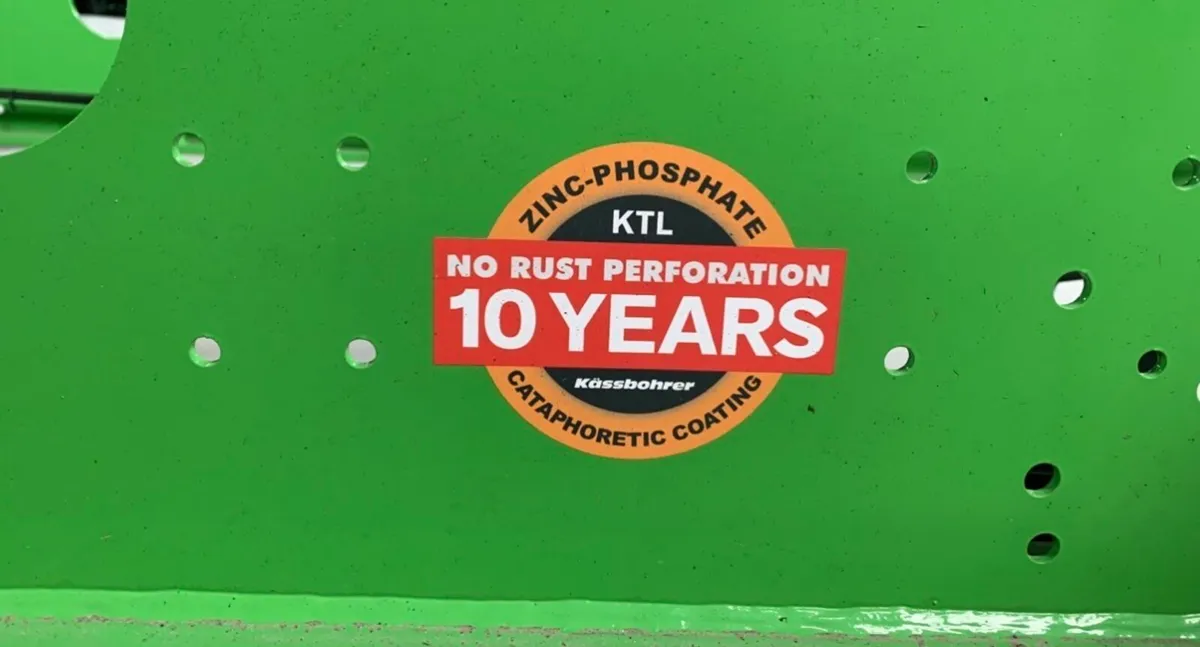 ZINC-PHOSPHATE
KTL
NO RUST PERFORATION
10 YEARS
Kässbohrer
CATAPHORETIC COATING